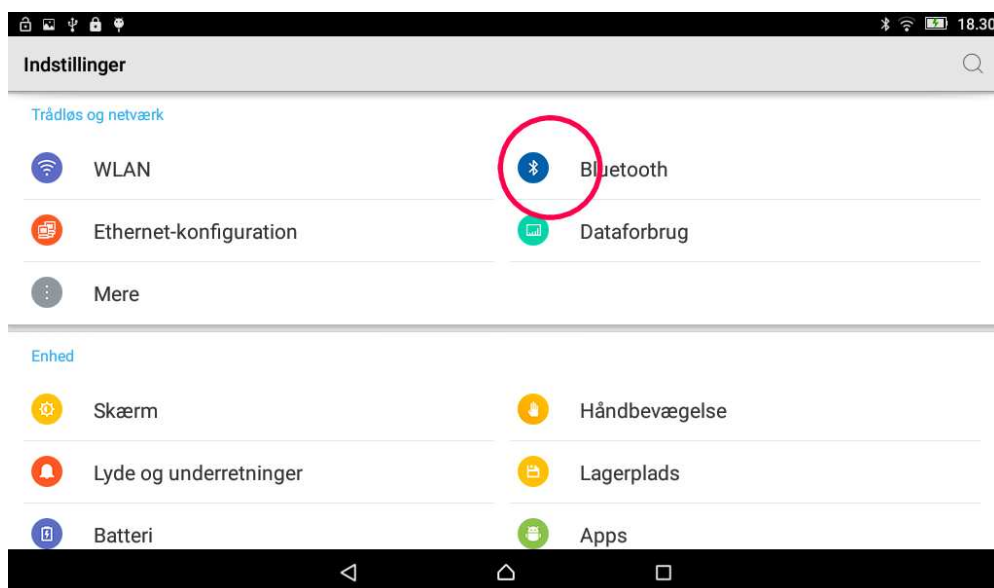 18.30
Indstillinger
Trådløs og netværk
WLAN
Bluetooth
Ethernet-konfiguration
Dataforbrug
Mere
Enhed
Skærm
Håndbevægelse
Lyde og underretninger
Lagerplads
Batteri
Apps